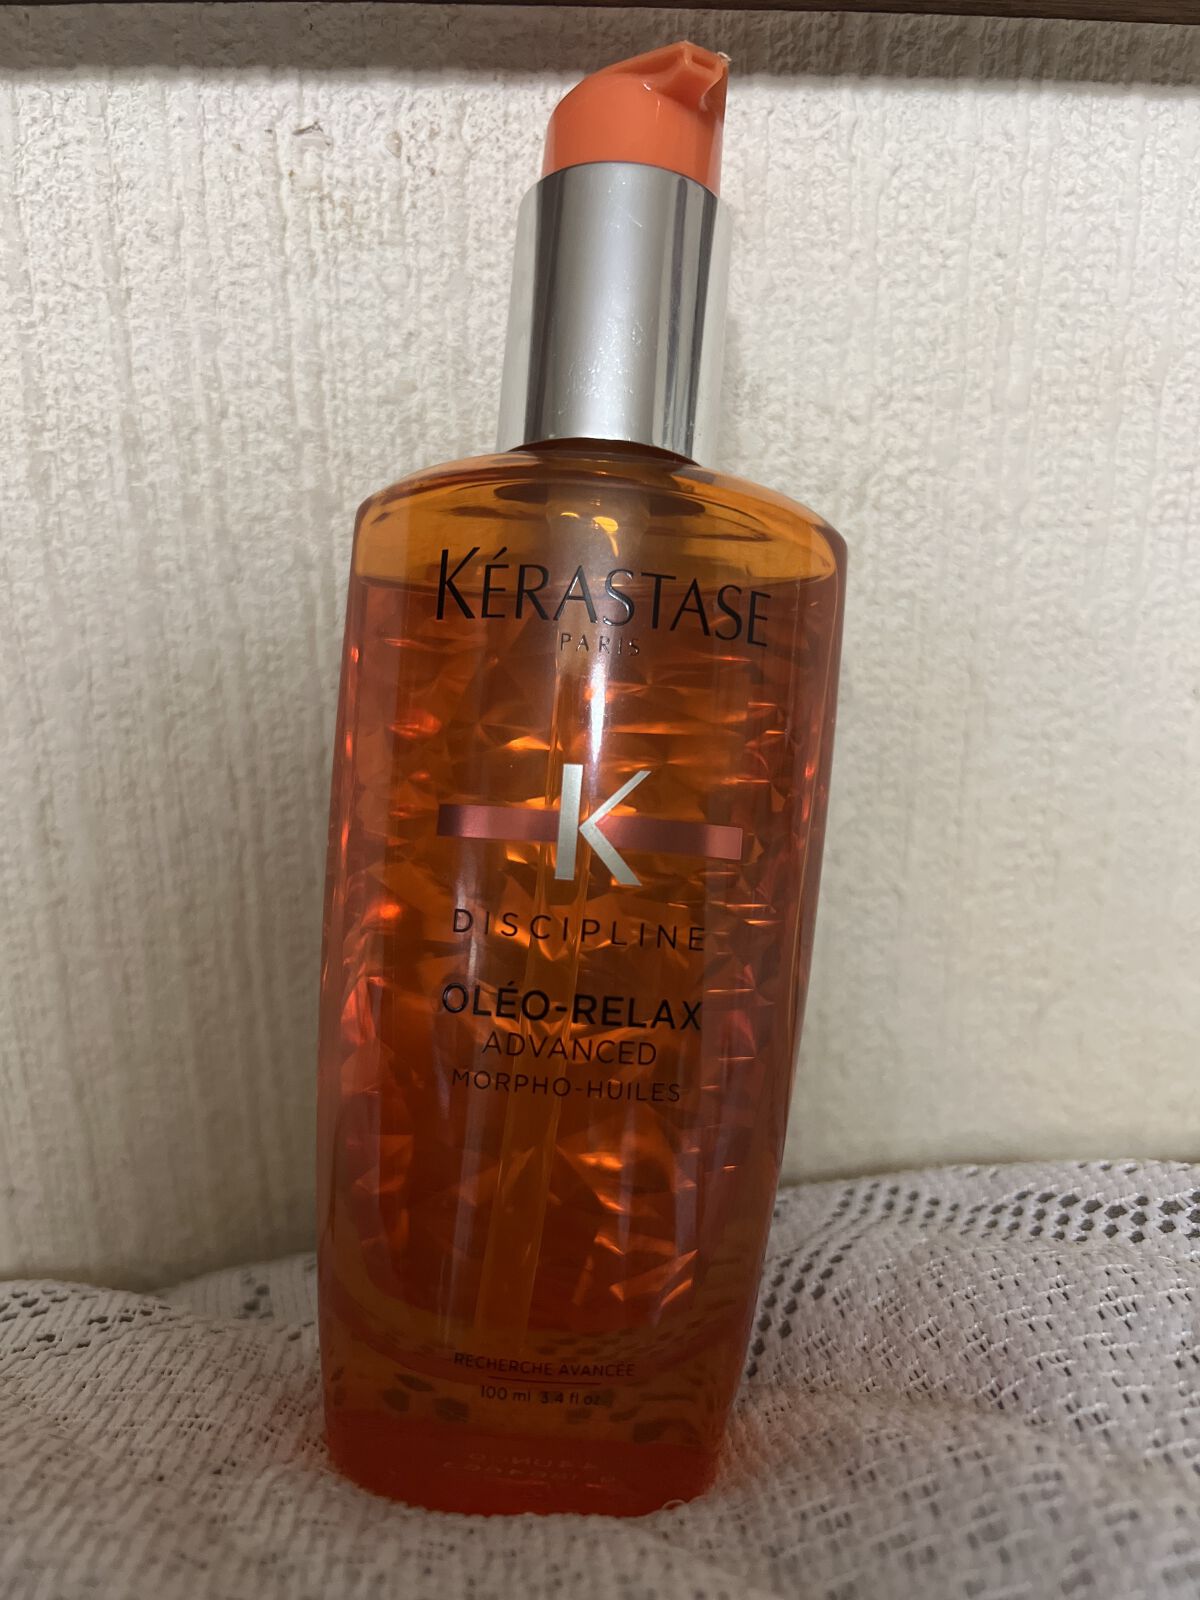 KÉRASTASE
PARIS
K
DISCIPLINE
OLÉO-RELAX
ADVANCED
MORPHO-HUILES
RECHERCHE AVANCÉE
100 ml 3.4 fl oz